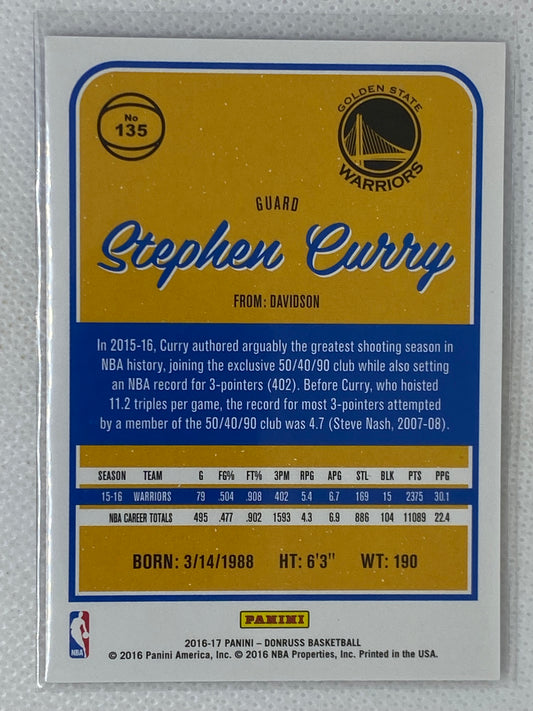 No
135
GOLDEN STATE
WARRIORS
GUARD
Stephen Curry
FROM: DAVIDSON
In 2015-16, Curry authored arguably the greatest shooting season in
NBA history, joining the exclusive 50/40/90 club while also setting
an NBA record for 3-pointers (402). Before Curry, who hoisted
11.2 triples per game, the record for most 3-pointers attempted
by a member of the 50/40/90 club was 4.7 (Steve Nash, 2007-08).
SEASON TEAM G FG% FT% 3PM RPG APG STL BLK PTS PPG
15-16 WARRIORS 79 .504 .908 402 5.4 6.7 169 15 2375 30.1
NBA CAREER TOTALS 495 .477 .902 1593 4.3 6.9 886 104 11089 22.4
BORN: 3/14/1988 HT: 6'3" WT: 190
PANINI
NBA
2016-17 PANINI – DONRUSS BASKETBALL
© 2016 Panini America, Inc. © 2016 NBA Properties, Inc. Printed in the USA.